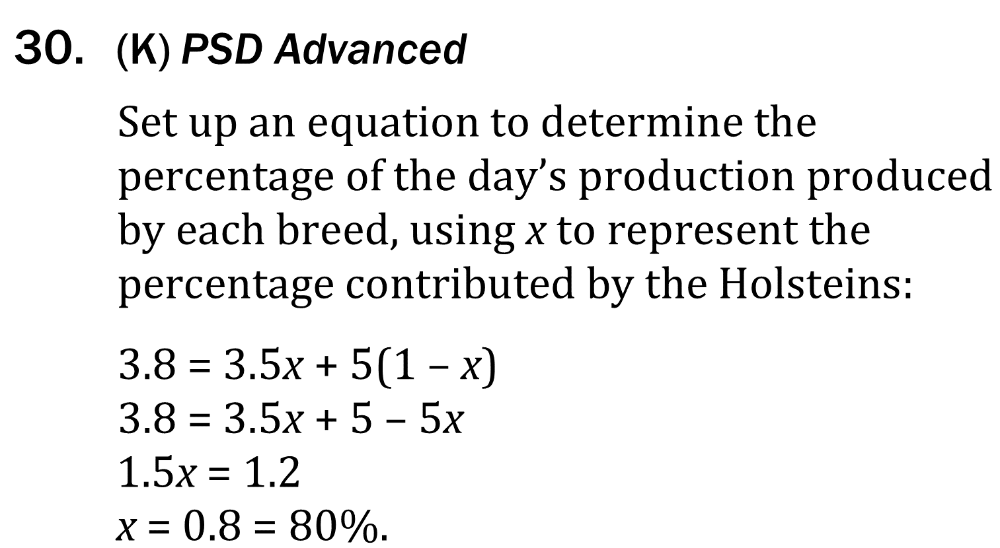 30. (K) PSD Advanced
Set up an equation to determine the
percentage of the day’s production produced
by each breed, using x to represent the
percentage contributed by the Holsteins:
3.8 = 3.5x + 5(1 – x)
3.8 = 3.5x + 5 – 5x
1.5x = 1.2
x = 0.8 = 80%.